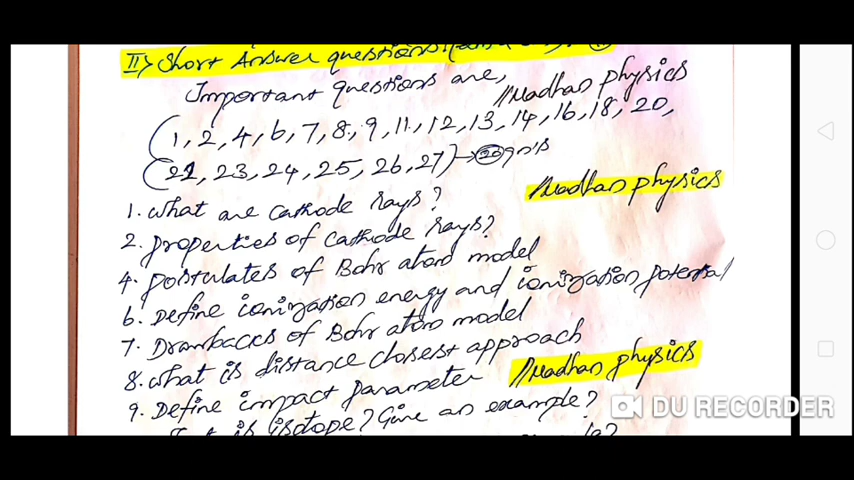 II) Short Answer questions
Important questions are,
//Madhan physics
(1, 2, 4, 6, 7, 8, 9, 11, 12, 13, 14, 16, 18, 20,
(21, 23, 24, 25, 26, 27) → 20 qns
//Madhan physics
1. What are cathode rays?
2. properties of cathode rays?
4. postulates of Bohr atom model
6. Define ionization energy and ionization potential
7. Drawbacks of Bohr atom model
8. What is distance closest approach
//Madhan physics
9. Define impact parameter
is isotope? Give an example?
DU RECORDER